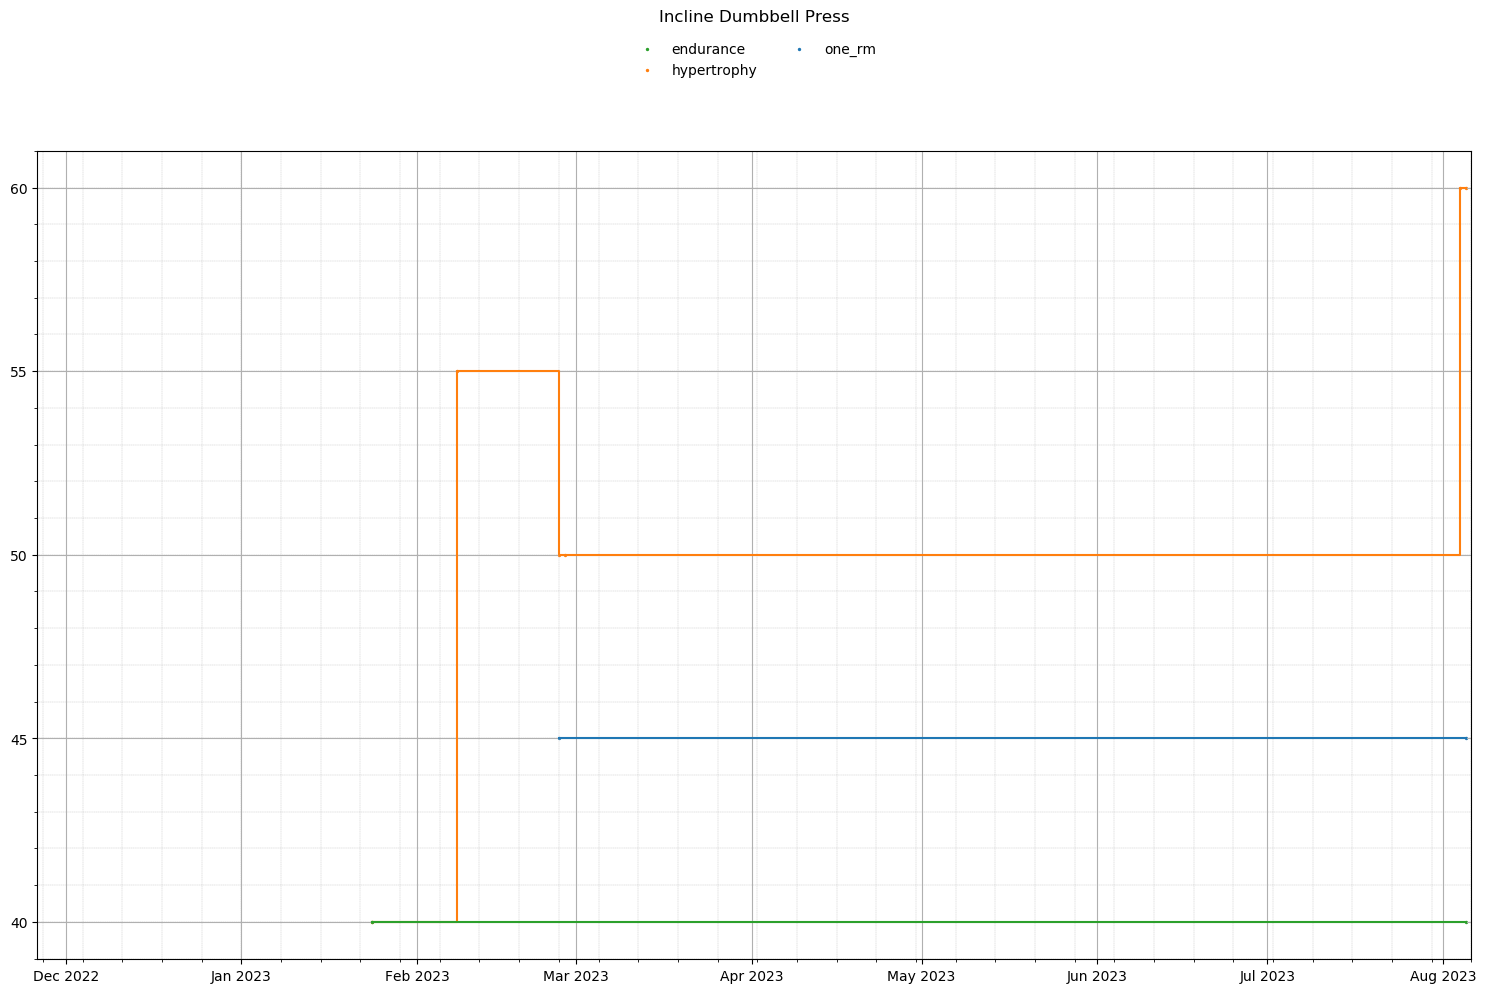 Incline Dumbbell Press
endurance one_rm
hypertrophy
60
55
50
45
40
Dec 2022 Jan 2023 Feb 2023 Mar 2023 Apr 2023 May 2023 Jun 2023 Jul 2023 Aug 2023